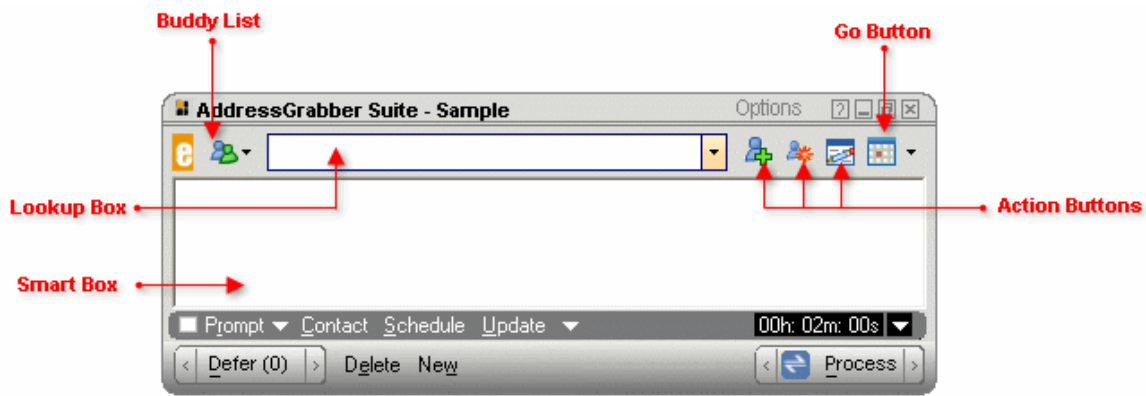 Buddy List
Go Button
AddressGrabber Suite - Sample Options ?
e
Lookup Box
Action Buttons
Smart Box
Prompt Contact Schedule Update 00h: 02m: 00s
< Defer (0) > Delete New < Process >